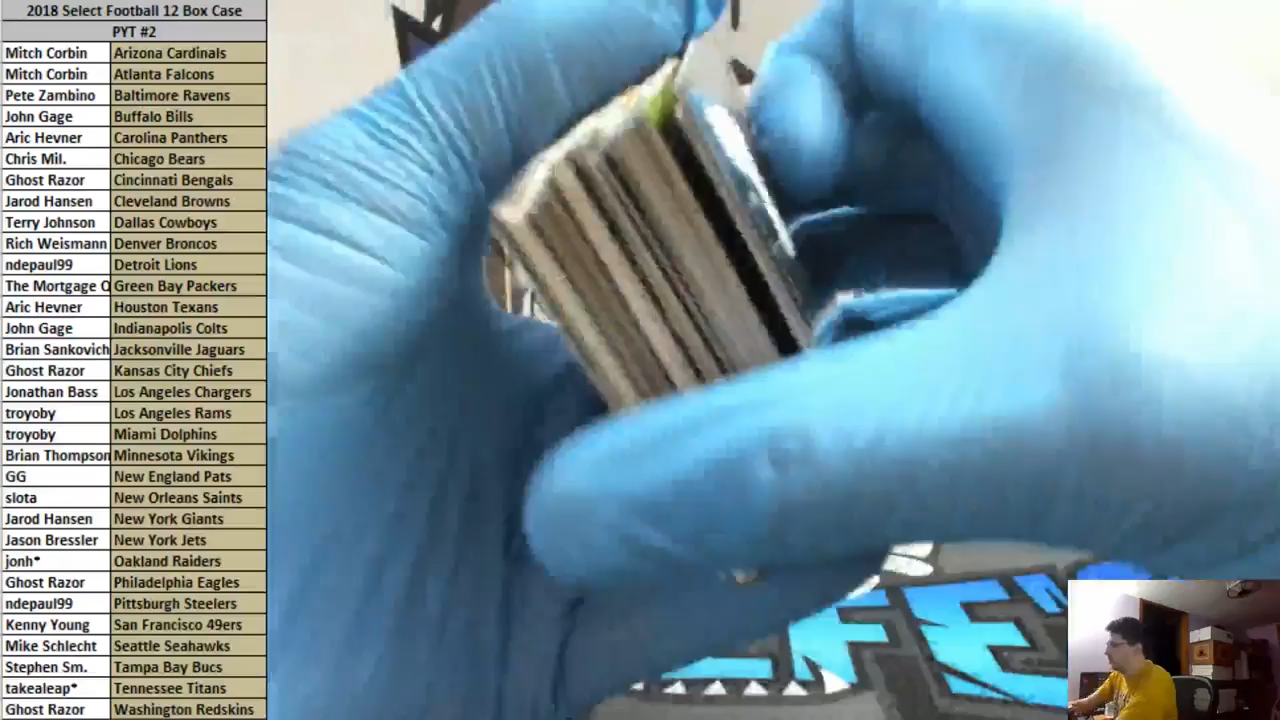 2018 Select Football 12 Box Case
PYT #2
Mitch Corbin Arizona Cardinals
Mitch Corbin Atlanta Falcons
Pete Zambino Baltimore Ravens
John Gage Buffalo Bills
Aric Hevner Carolina Panthers
Chris Mil. Chicago Bears
Ghost Razor Cincinnati Bengals
Jarod Hansen Cleveland Browns
Terry Johnson Dallas Cowboys
Rich Weismann Denver Broncos
ndepaul99 Detroit Lions
The Mortgage Green Bay Packers
Aric Hevner Houston Texans
John Gage Indianapolis Colts
Brian Sankovich Jacksonville Jaguars
Ghost Razor Kansas City Chiefs
Jonathan Bass Los Angeles Chargers
troyoby Los Angeles Rams
troyoby Miami Dolphins
Brian Thompson Minnesota Vikings
GG New England Pats
slota New Orleans Saints
Jarod Hansen New York Giants
Jason Bressler New York Jets
jonh* Oakland Raiders
Ghost Razor Philadelphia Eagles
ndepaul99 Pittsburgh Steelers
Kenny Young San Francisco 49ers
Mike Schlecht Seattle Seahawks
Stephen Sm. Tampa Bay Bucs
takealeap* Tennessee Titans
Ghost Razor Washington Redskins